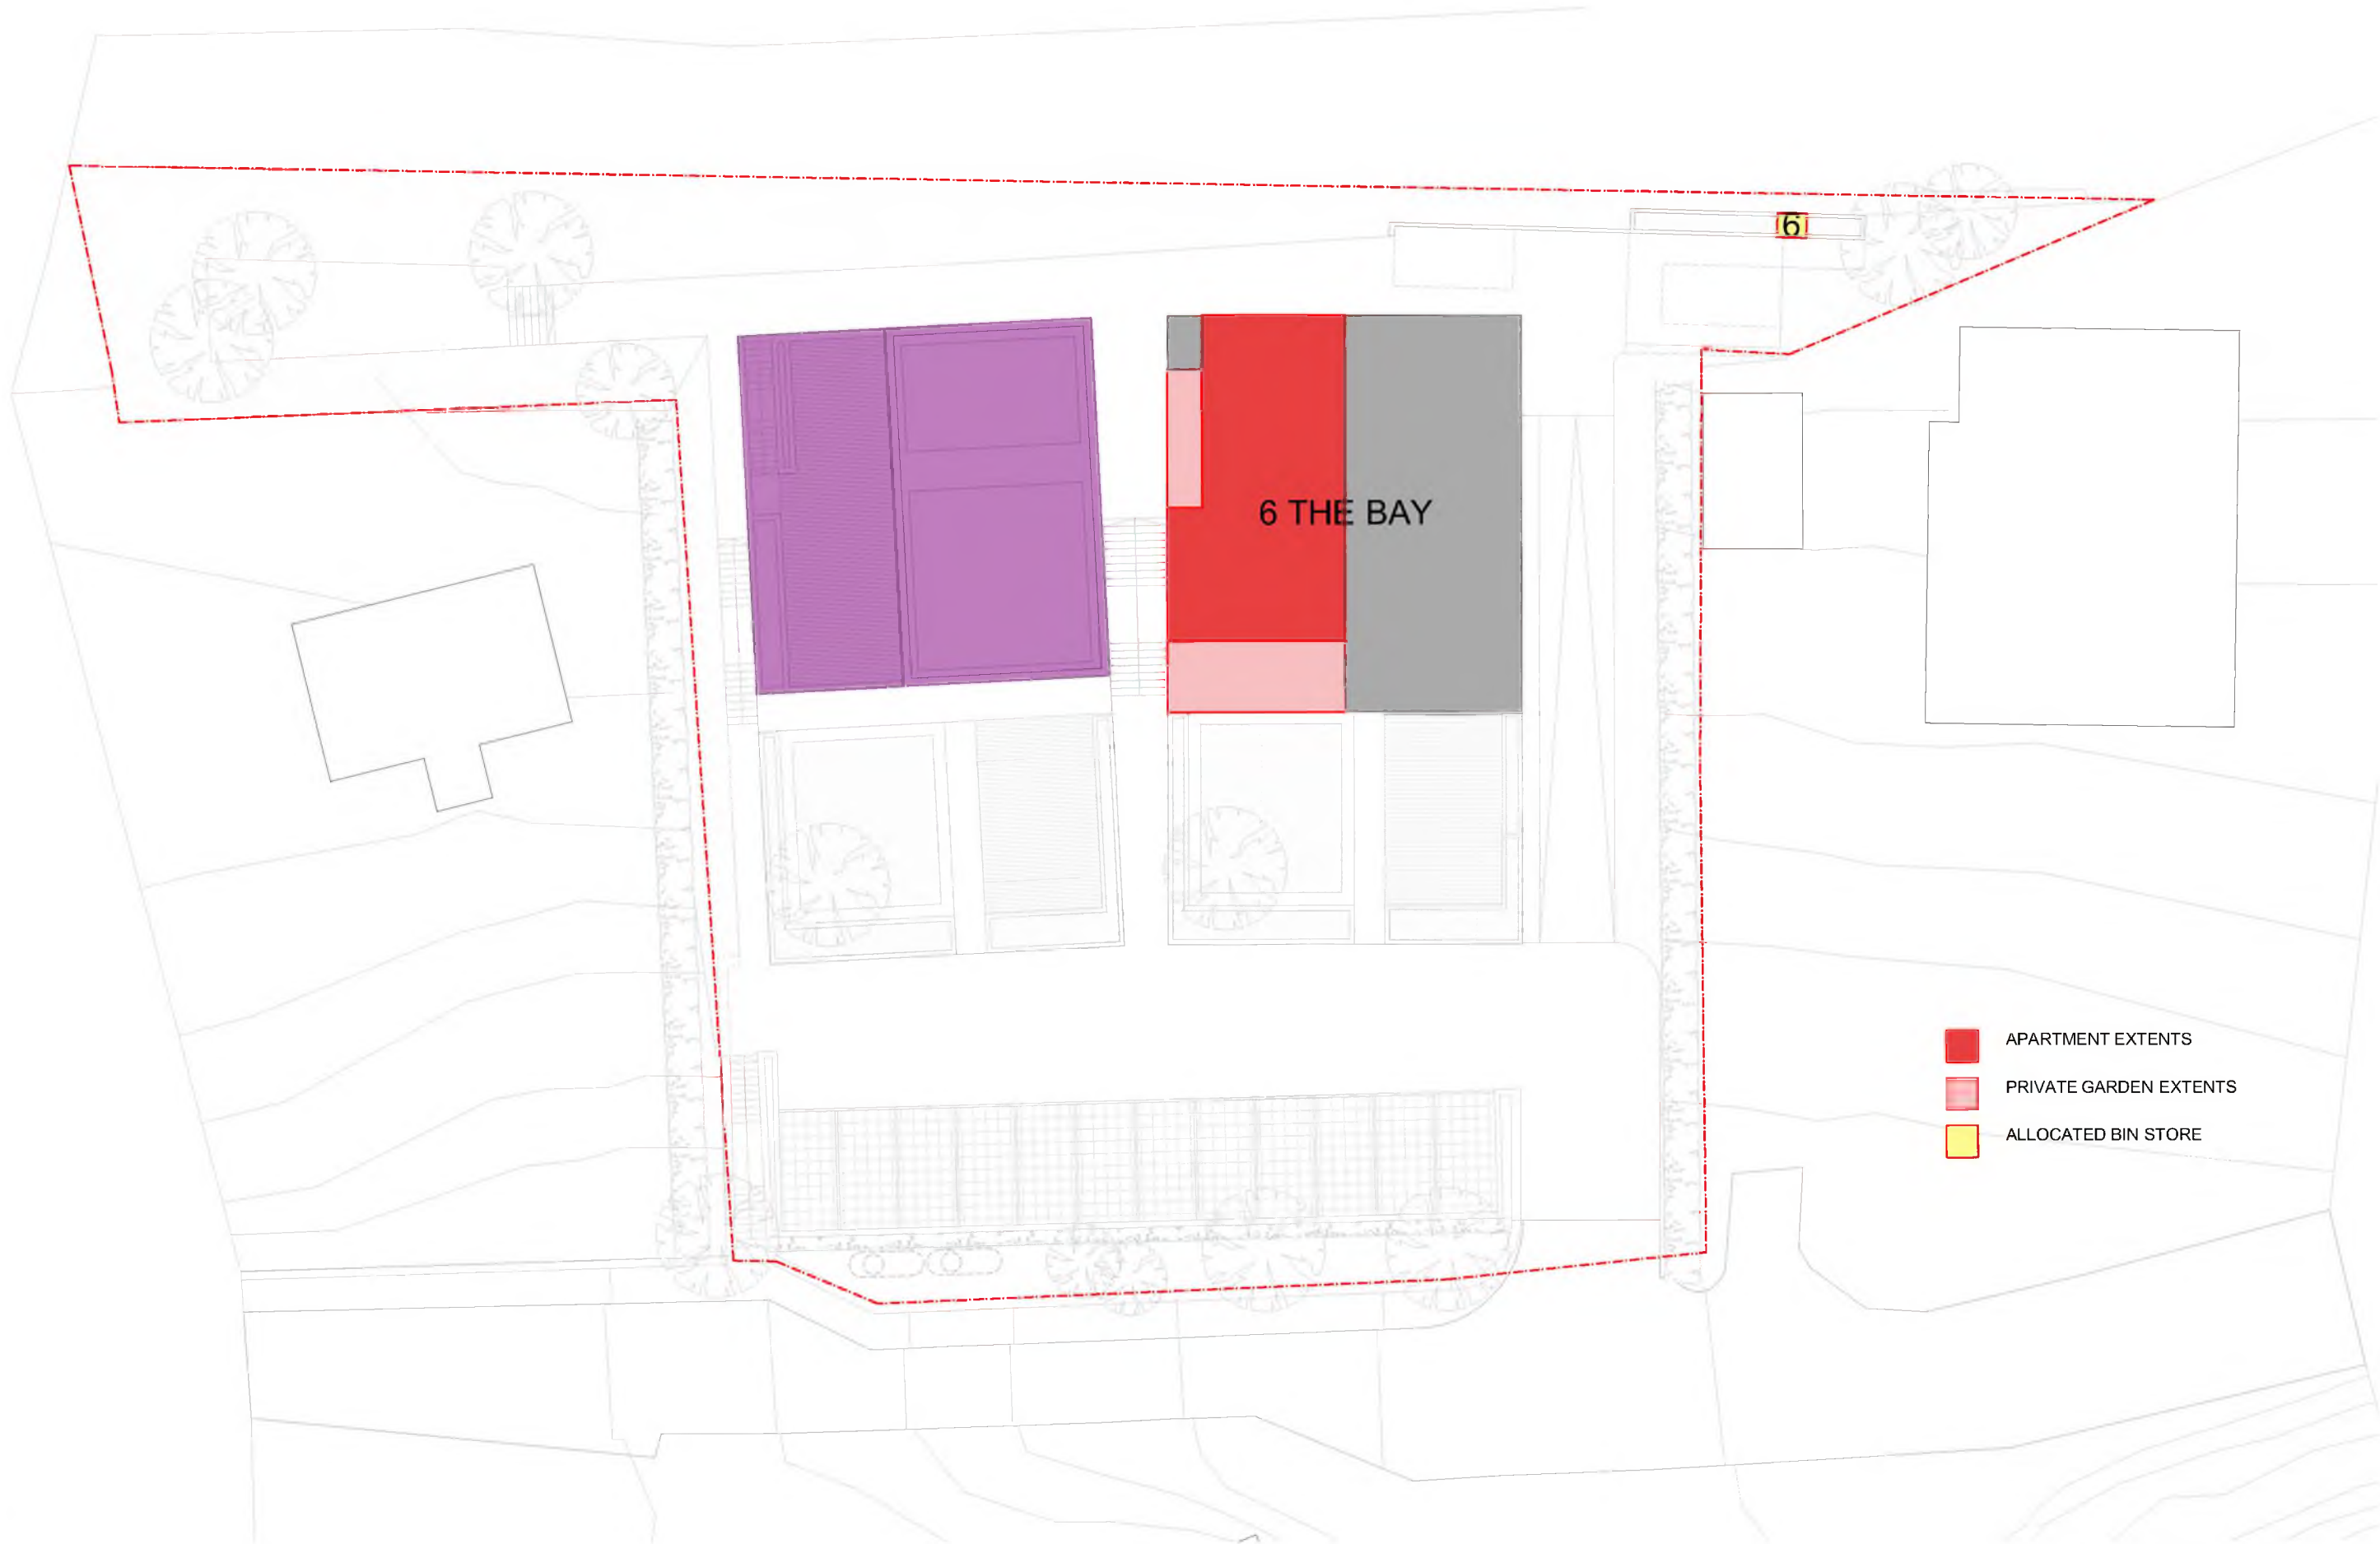 6
6 THE BAY
APARTMENT EXTENTS
PRIVATE GARDEN EXTENTS
ALLOCATED BIN STORE